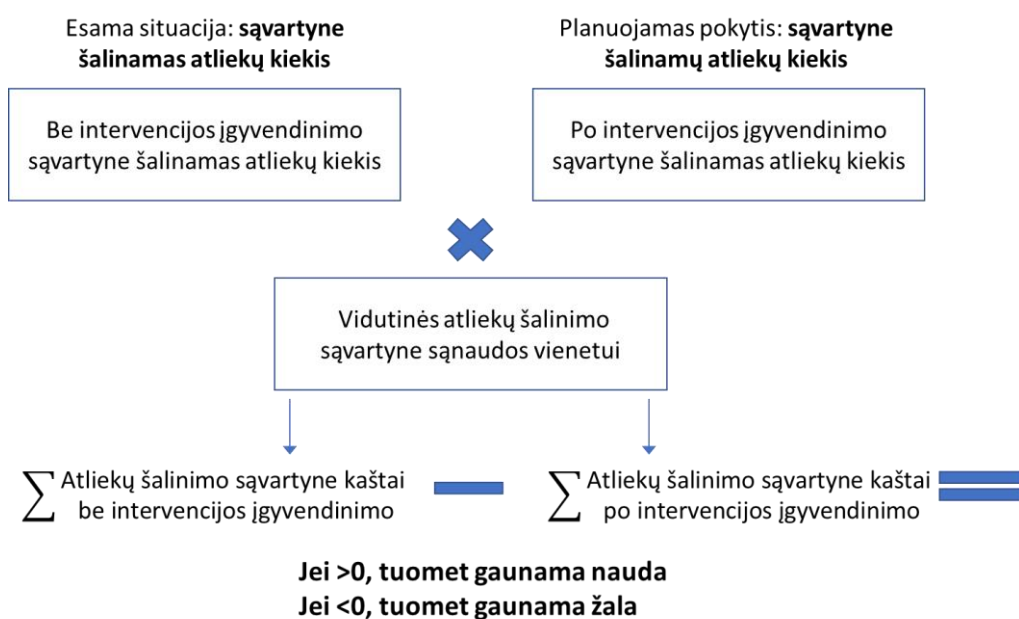 Esama situacija: sąvartyne
šalinamas atliekų kiekis
Planuojamas pokytis: sąvartyne
šalinamų atliekų kiekis
Be intervencijos įgyvendinimo
sąvartyne šalinamas atliekų kiekis
Po intervencijos įgyvendinimo
sąvartyne šalinamas atliekų kiekis
Vidutinės atliekų šalinimo
sąvartyne sąnaudos vienetui
∑ Atliekų šalinimo sąvartyne kaštai
be intervencijos įgyvendinimo
∑ Atliekų šalinimo sąvartyne kaštai
po intervencijos įgyvendinimo
Jei >0, tuomet gaunama nauda
Jei <0, tuomet gaunama žala